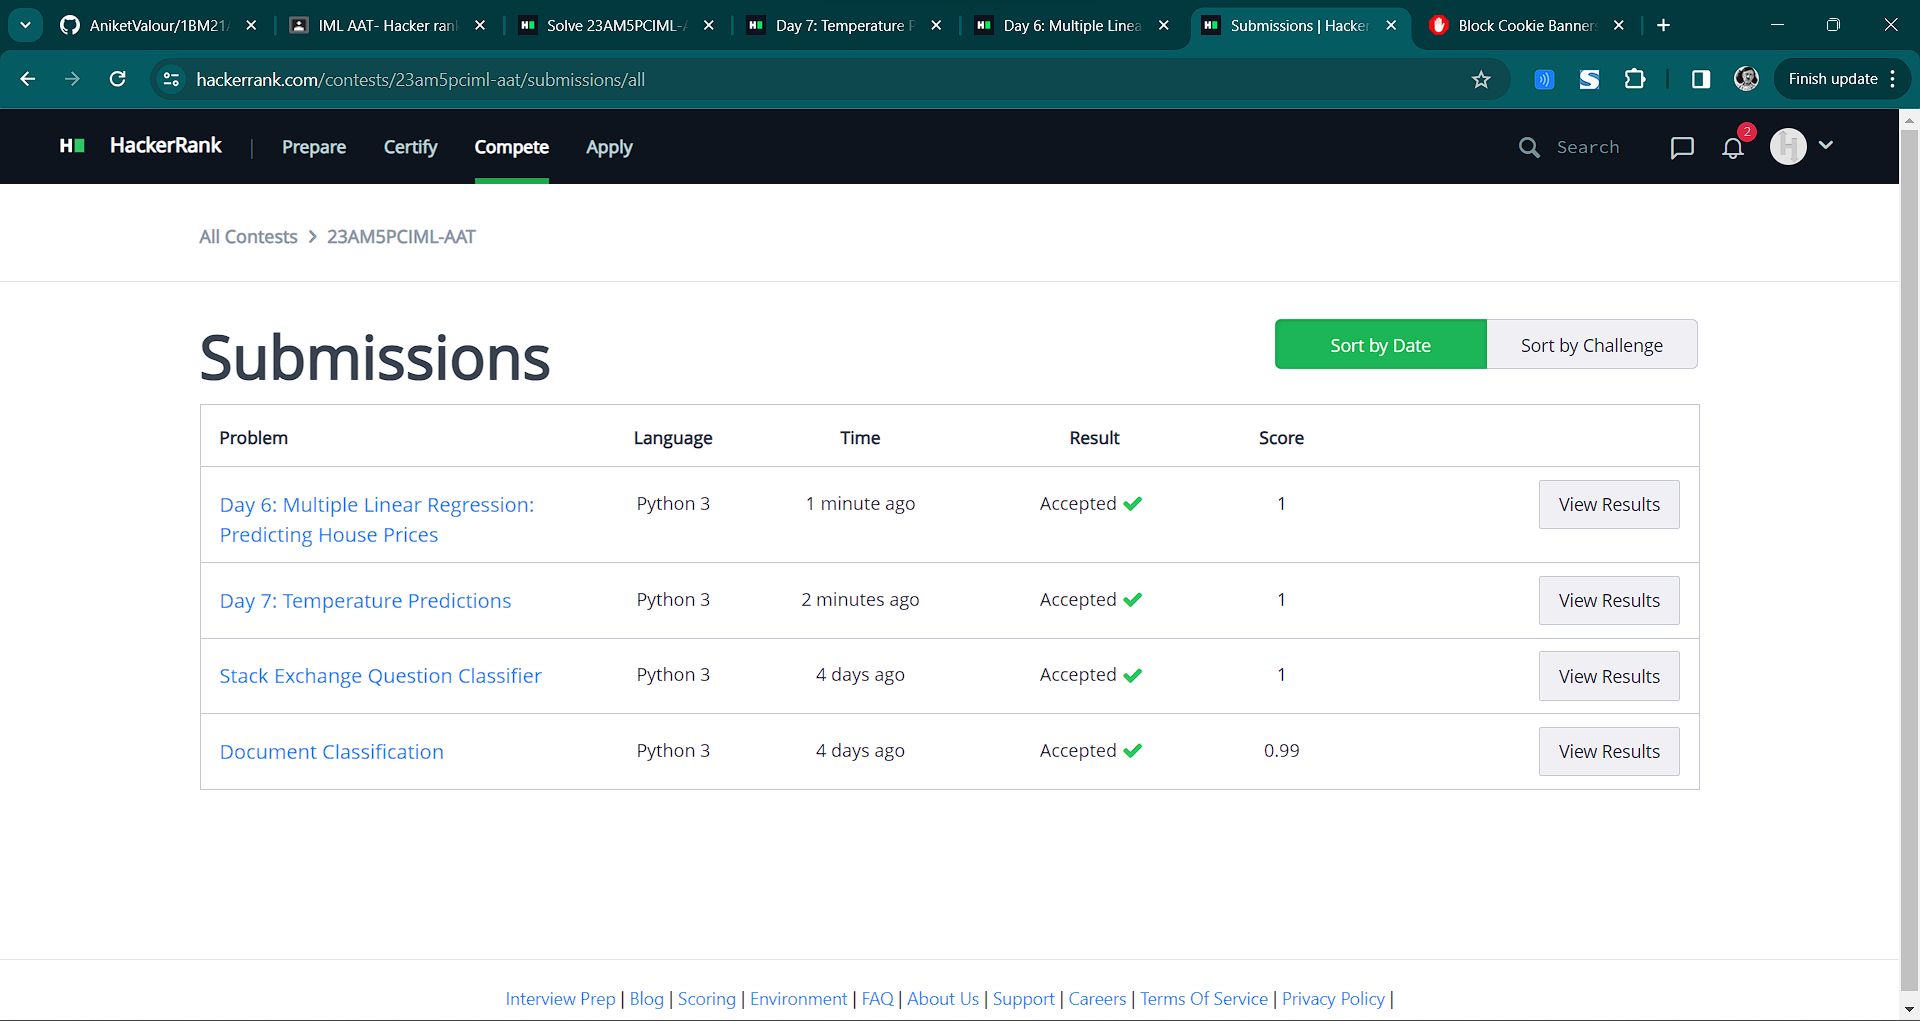 AniketValour/1BM21
IML AAT- Hacker ran
Solve 23AM5PCIML-
Day 7: Temperature P
Day 6: Multiple Linea
Submissions | Hacker
Block Cookie Banners
hackerrank.com/contests/23am5pciml-aat/submissions/all
Finish update
HackerRank | Prepare Certify Compete Apply
Search
2
All Contests > 23AM5PCIML-AAT
Submissions
Sort by Date
Sort by Challenge
Problem Language Time Result Score
Day 6: Multiple Linear Regression:
Predicting House Prices
Python 3 1 minute ago Accepted 1 View Results
Day 7: Temperature Predictions Python 3 2 minutes ago Accepted 1 View Results
Stack Exchange Question Classifier Python 3 4 days ago Accepted 1 View Results
Document Classification Python 3 4 days ago Accepted 0.99 View Results
Interview Prep | Blog | Scoring | Environment | FAQ | About Us | Support | Careers | Terms Of Service | Privacy Policy |